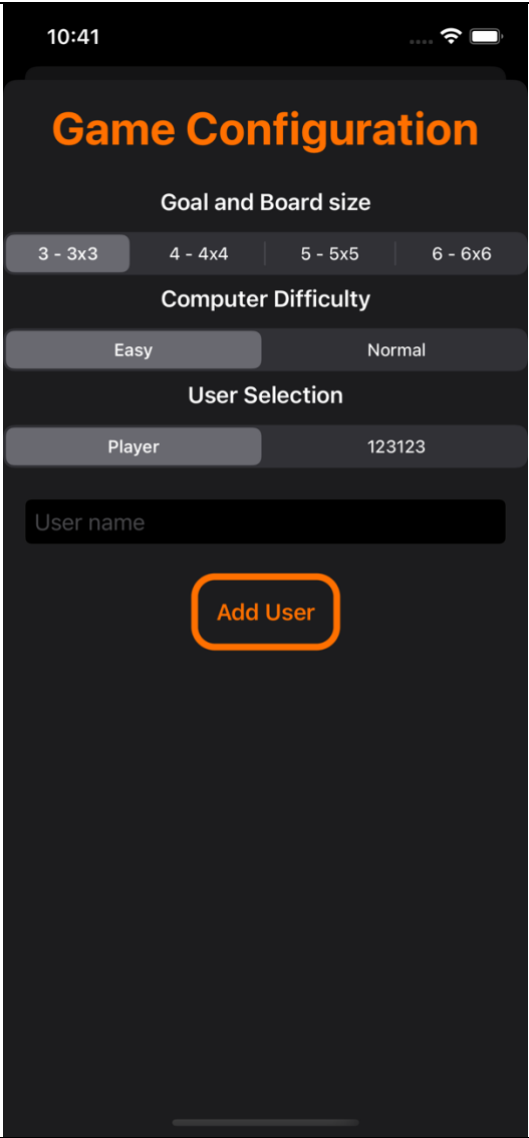 10:41
Game Configuration
Goal and Board size
3 - 3x3 4 - 4x4 5 - 5x5 6 - 6x6
Computer Difficulty
Easy Normal
User Selection
Player 123123
User name
Add User